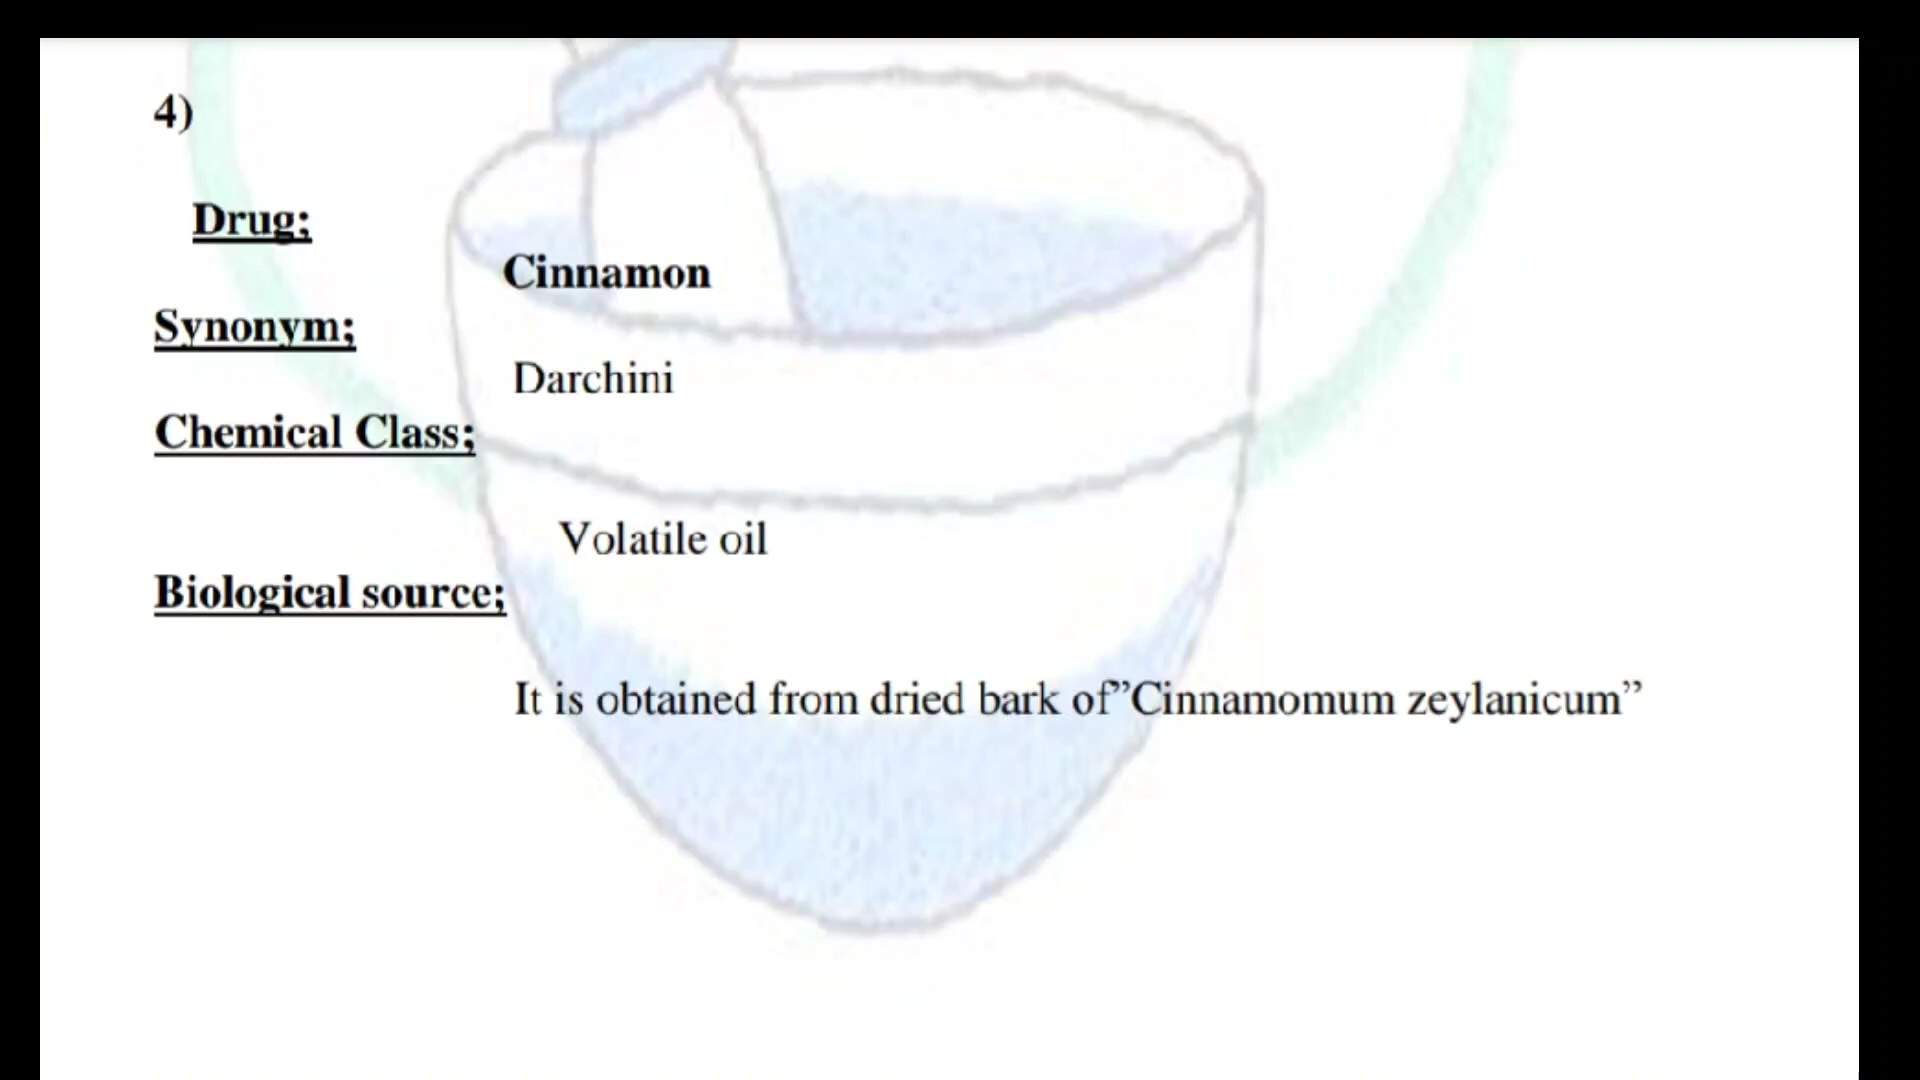 4)
Drug;
Cinnamon
Synonym;
Darchini
Chemical Class;
Volatile oil
Biological source;
It is obtained from dried bark of”Cinnamomum zeylanicum”